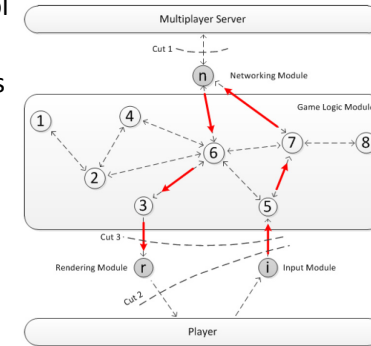 ol
s
Multiplayer Server
Cut 1
n
Networking Module
Game Logic Module
1
4
2
6
7
8
3
5
Cut 3
Rendering Module
r
i
Input Module
Cut 2
Player